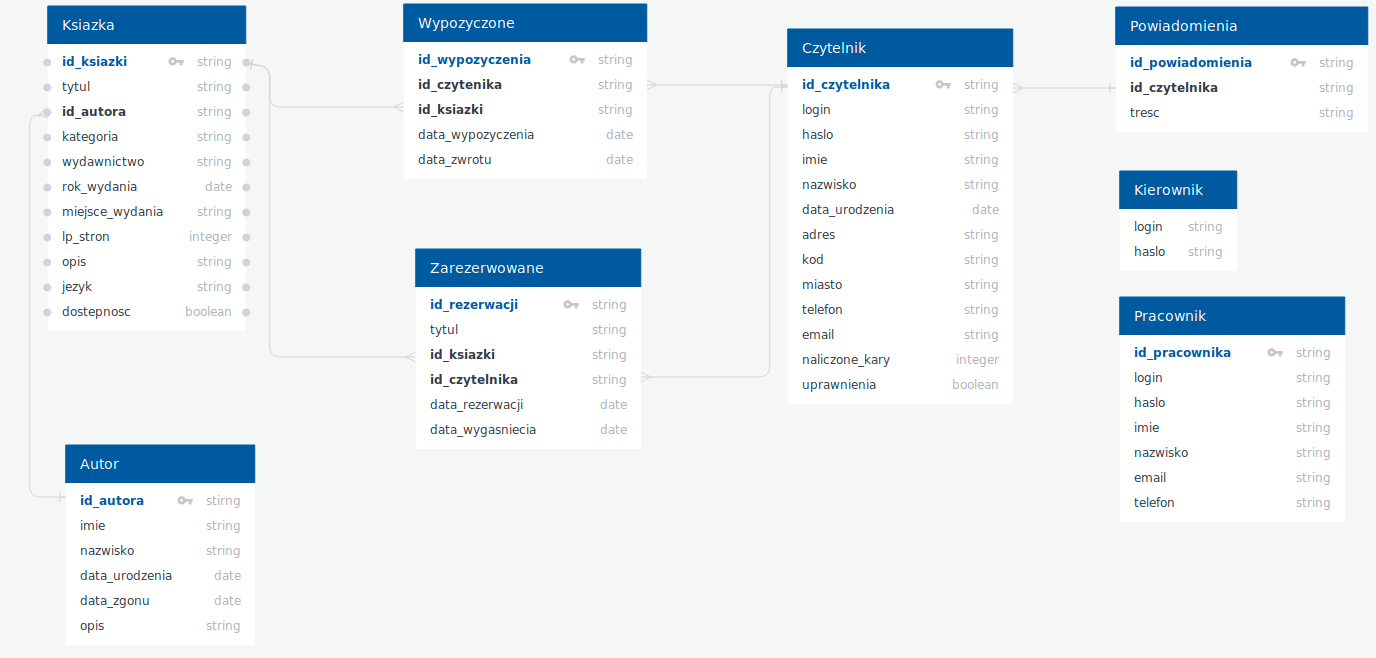 Ksiazka
id_ksiazki string
tytul string
id_autora string
kategoria string
wydawnictwo string
rok_wydania date
miejsce_wydania string
lp_stron integer
opis string
jezyk string
dostepnosc boolean
Wypozyczone
id_wypozyczenia string
id_czytenika string
id_ksiazki string
data_wypozyczenia date
data_zwrotu date
Zarezerwowane
id_rezerwacji string
tytul string
id_ksiazki string
id_czytelnika string
data_rezerwacji date
data_wygasniecia date
Autor
id_autora stirng
imie string
nazwisko string
data_urodzenia date
data_zgonu date
opis string
Czytelnik
id_czytelnika string
login string
haslo string
imie string
nazwisko string
data_urodzenia date
adres string
kod string
miasto string
telefon string
email string
naliczone_kary integer
uprawnienia boolean
Powiadomienia
id_powiadomienia string
id_czytelnika string
tresc string
Kierownik
login string
haslo string
Pracownik
id_pracownika string
login string
haslo string
imie string
nazwisko string
email string
telefon string